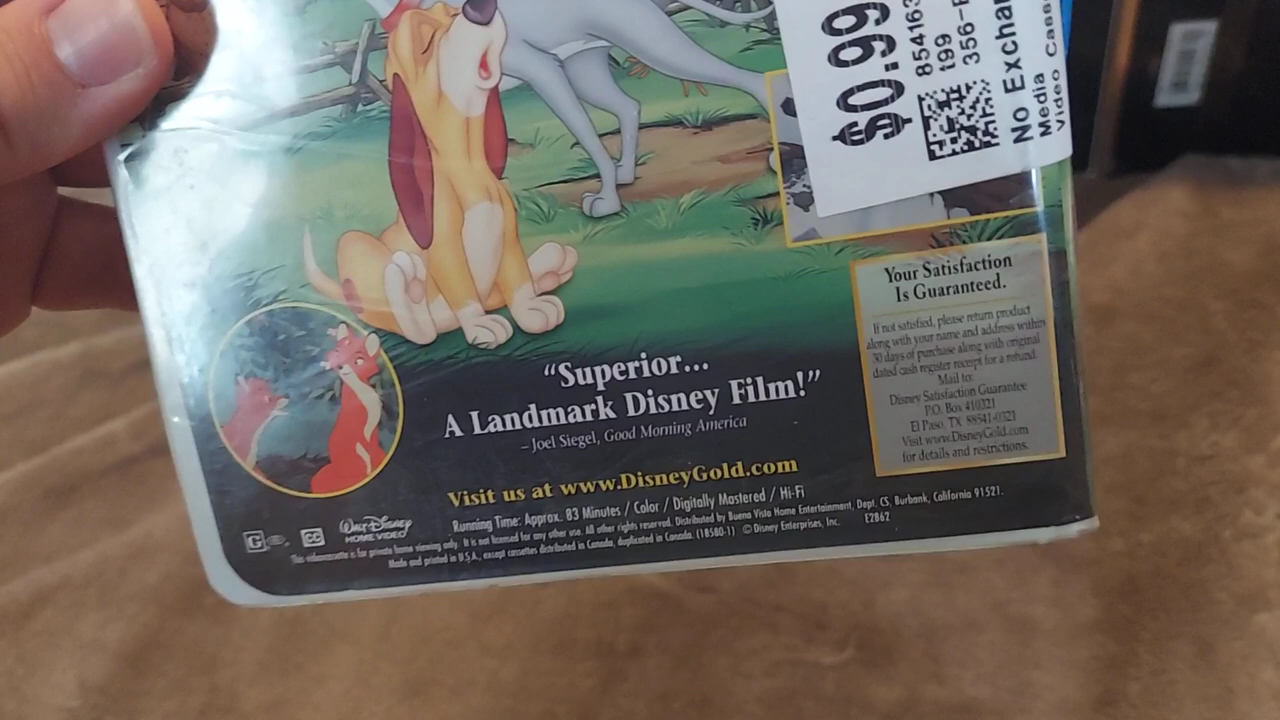 $0.99
854163
t99
356-
No Exchan
Media
Video Cass
Your Satisfaction
Is Guaranteed.
If not satisfied, please return product
along with your name and address within
30 days of purchase along with original
dated cash register receipt for a refund.
Mail to:
Disney Satisfaction Guarantee
P.O. Box 410321
El Paso, TX 88541-0321
Visit www.DisneyGold.com
for details and restrictions.
“Superior...
A Landmark Disney Film!”
– Joel Siegel, Good Morning America
Visit us at www.DisneyGold.com
Running Time: Approx. 83 Minutes / Color / Digitally Mastered / Hi-Fi
G CC WALT DISNEY
HOME VIDEO
This videocassette is for private home viewing only. It is not licensed for any other use. All other rights reserved. Distributed by Buena Vista Home Entertainment, Dept. CS, Burbank, California 91521.
Made and printed in U.S.A., except cassettes distributed in Canada, duplicated in Canada. (18580-1) © Disney Enterprises, Inc. E2862